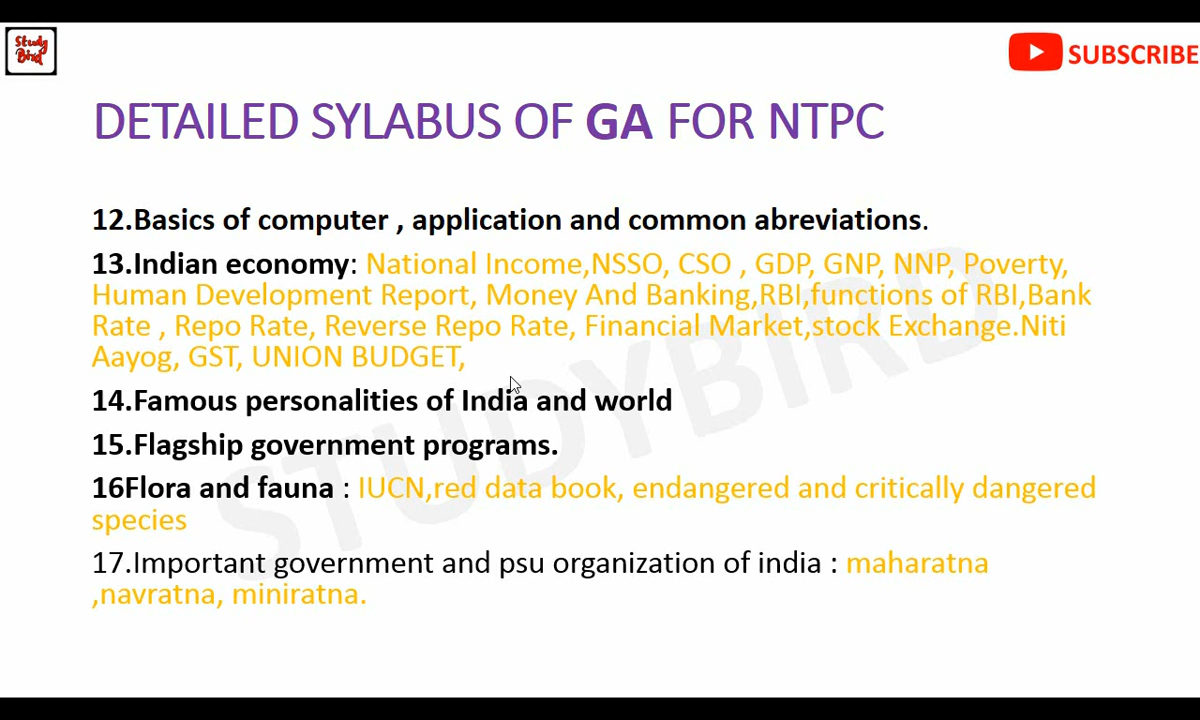 Study
Bird
SUBSCRIBE
DETAILED SYLABUS OF GA FOR NTPC
12.Basics of computer , application and common abreviations.
13.Indian economy: National Income,NSSO, CSO , GDP, GNP, NNP, Poverty,
Human Development Report, Money And Banking,RBI,functions of RBI,Bank
Rate , Repo Rate, Reverse Repo Rate, Financial Market,stock Exchange.Niti
Aayog, GST, UNION BUDGET,
14.Famous personalities of India and world
15.Flagship government programs.
16Flora and fauna : IUCN,red data book, endangered and critically dangered
species
17.Important government and psu organization of india : maharatna
,navratna, miniratna.
STUDYBIRD